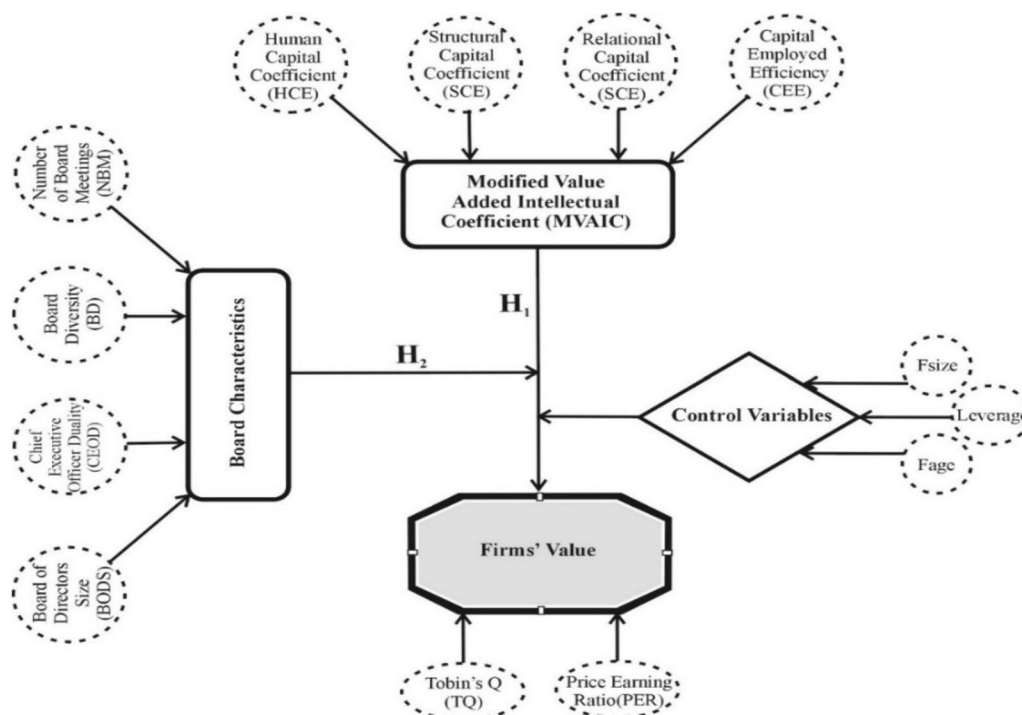 Human
Capital
Coefficient
(HCE)
Structural
Capital
Coefficient
(SCE)
Relational
Capital
Coefficient
(SCE)
Capital
Employed
Efficiency
(CEE)
Modified Value
Added Intellectual
Coefficient (MVAIC)
Number
of Board
Meetings
(NBM)
Board
Diversity
(BD)
Chief
Executive
Officer Duality
(CEOD)
Board of
Directors
Size
(BODS)
Board Characteristics
H₁
H₂
Control Variables
Fsize
Leverage
Fage
Firms' Value
Tobin's Q
(TQ)
Price Earning
Ratio(PER)